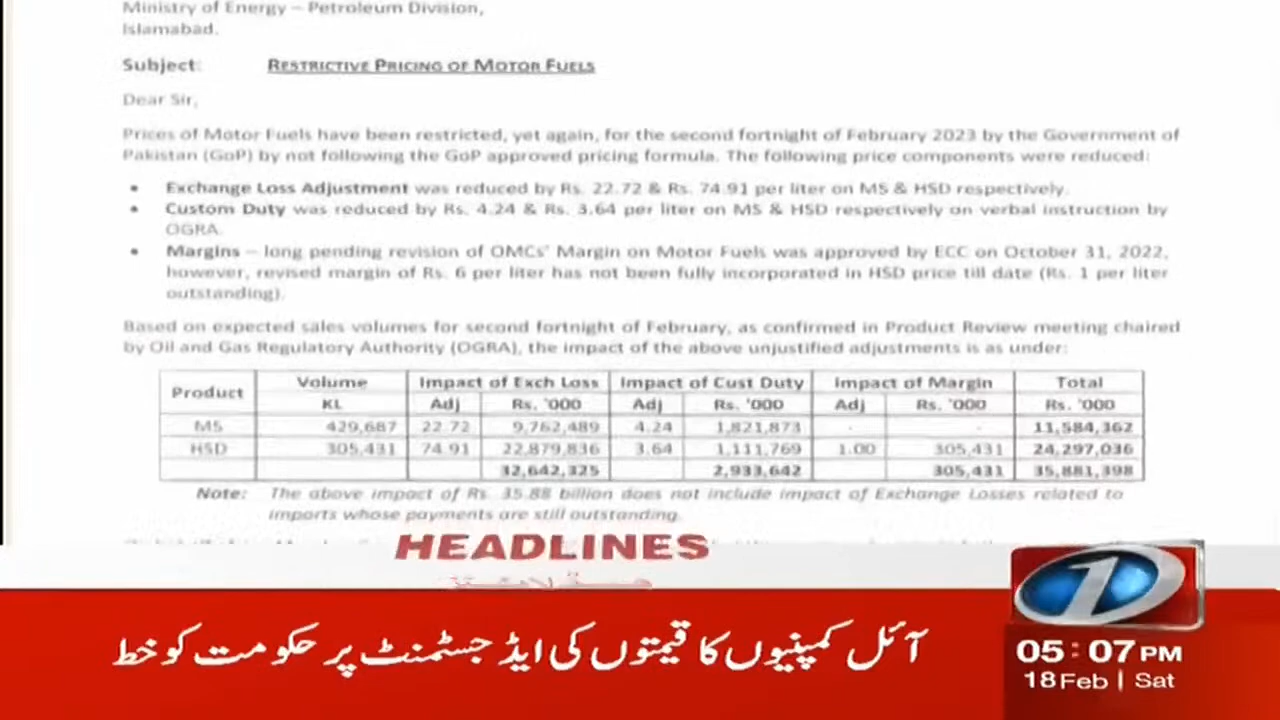 Ministry of Energy – Petroleum Division,
Islamabad.
Subject: RESTRICTIVE PRICING OF MOTOR FUELS
Dear Sir,
Prices of Motor Fuels have been restricted, yet again, for the second fortnight of February 2023 by the Government of
Pakistan (GoP) by not following the GoP approved pricing formula. The following price components were reduced:
• Exchange Loss Adjustment was reduced by Rs. 22.72 & Rs. 74.91 per liter on MS & HSD respectively.
• Custom Duty was reduced by Rs. 4.24 & Rs. 3.64 per liter on MS & HSD respectively on verbal instruction by
OGRA.
• Margins – long pending revision of OMCs' Margin on Motor Fuels was approved by ECC on October 31, 2022,
however, revised margin of Rs. 6 per liter has not been fully incorporated in HSD price till date (Rs. 1 per liter
outstanding).
Based on expected sales volumes for second fortnight of February, as confirmed in Product Review meeting chaired
by Oil and Gas Regulatory Authority (OGRA), the impact of the above unjustified adjustments is as under:
Product Volume Impact of Exch Loss Impact of Cust Duty Impact of Margin Total
KL Adj Rs. '000 Adj Rs. '000 Adj Rs. '000 Rs. '000
MS 429,687 22.72 9,762,489 4.24 1,821,873 - - 11,584,362
HSD 305,431 74.91 22,879,836 3.64 1,111,769 1.00 305,431 24,297,036
32,642,325 2,933,642 305,431 35,881,398
Note: The above impact of Rs. 35.88 billion does not include impact of Exchange Losses related to
imports whose payments are still outstanding.
HEADLINES
آئل کمپنیوں کا قیمتوں کی ایڈجسٹمنٹ پر حکومت کو خط
1
05:07 PM
18 Feb | Sat